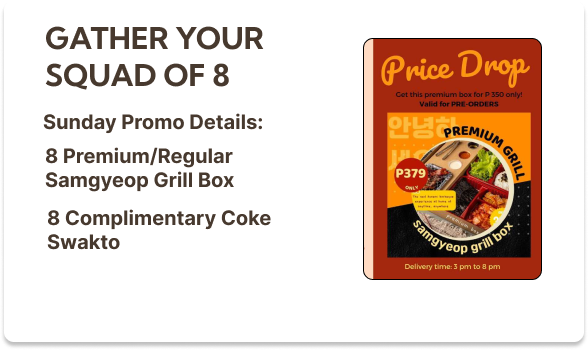 GATHER YOUR
SQUAD OF 8
Sunday Promo Details:
8 Premium/Regular
Samgyeop Grill Box
8 Complimentary Coke
Swakto
Price Drop
Get this premium box for P 350 only!
Valid for PRE-ORDERS
안녕하
세
PREMIUM GRILL
P379
ONLY
samgyeop grill box
Delivery time: 3 pm to 8 pm